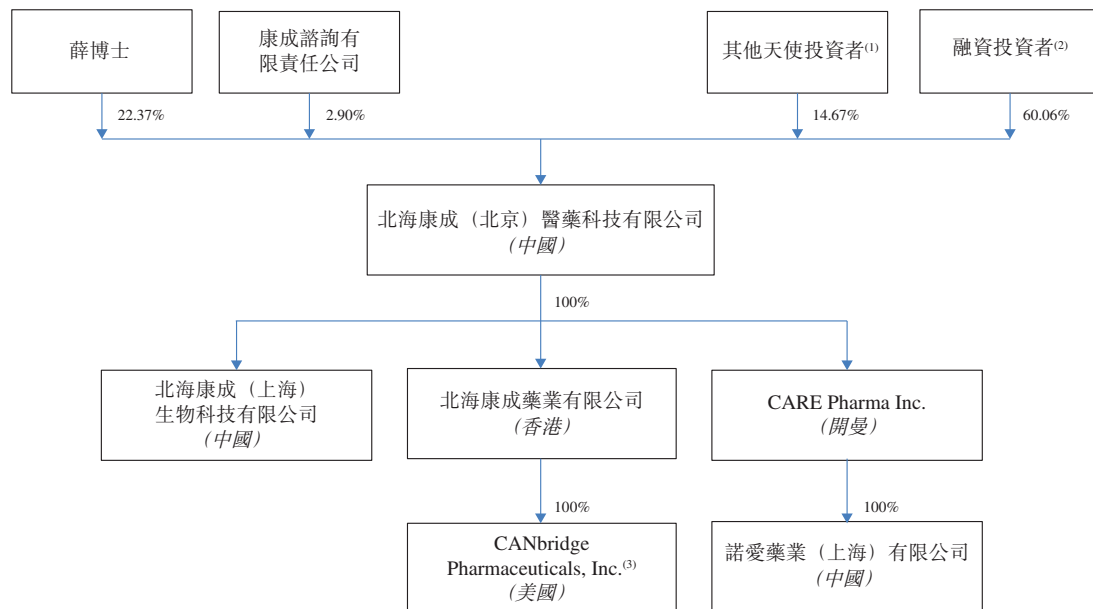 薛博士
康成諮詢有
限責任公司
其他天使投資者(1)
融資投資者(2)
22.37%
2.90%
14.67%
60.06%
北海康成（北京）醫藥科技有限公司
（中國）
100%
北海康成（上海）
生物科技有限公司
（中國）
北海康成藥業有限公司
（香港）
CARE Pharma Inc.
（開曼）
100%
100%
CANbridge
Pharmaceuticals, Inc.(3)
（美國）
諾愛藥業（上海）有限公司
（中國）